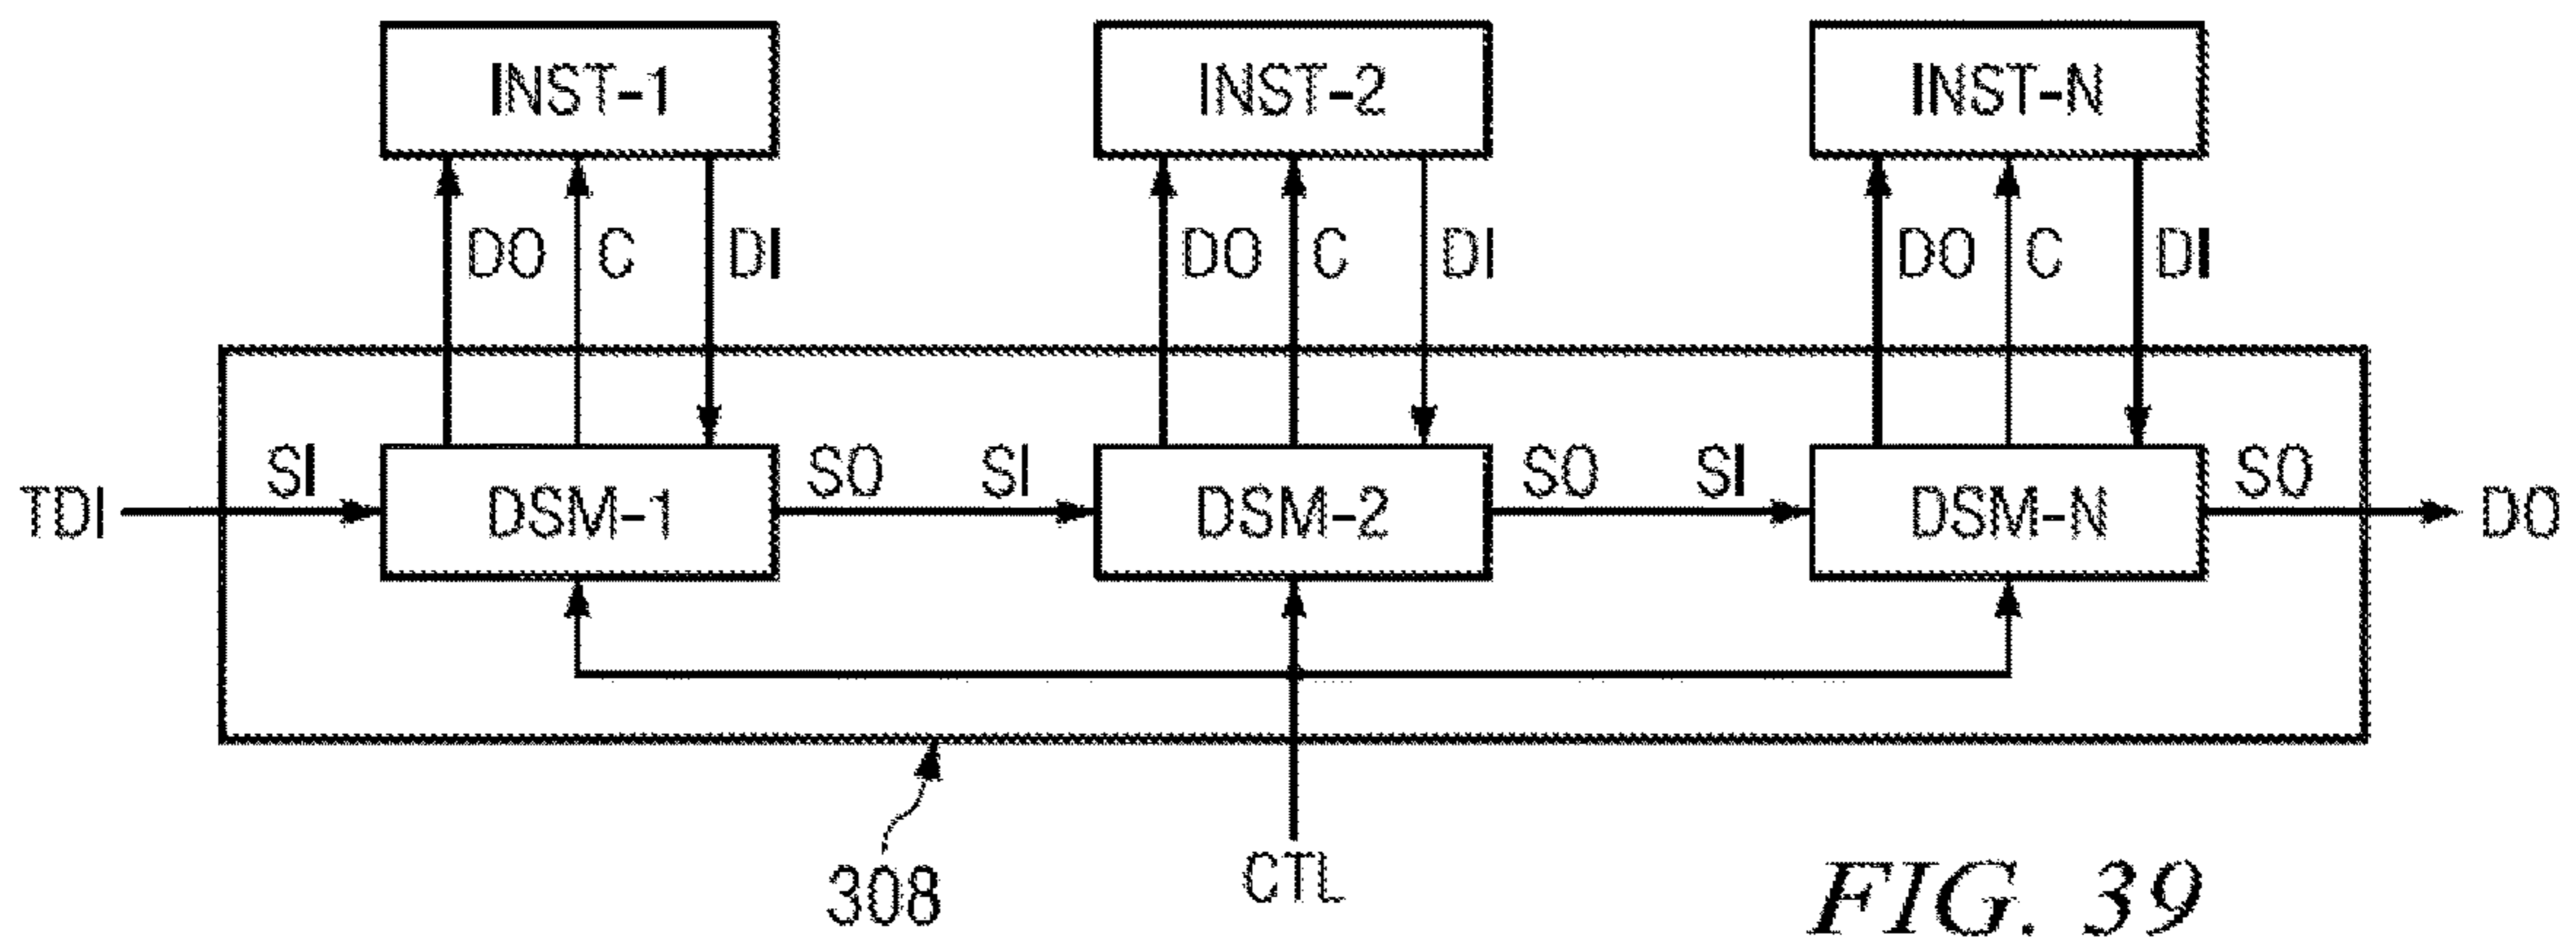 INST-1 INST-2 INST-N
DO C DI DO C DI DO C DI
SI SO SI SO SI SO
TDI DSM-1 DSM-2 DSM-N DO
308 CTL
FIG. 39